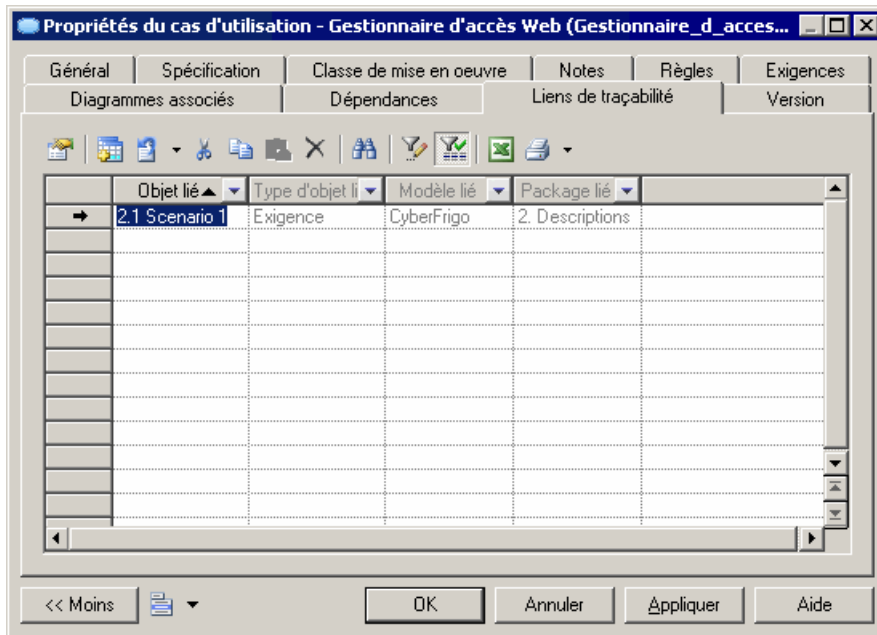 Propriétés du cas d'utilisation - Gestionnaire d'accès Web (Gestionnaire_d_acces...
Général Spécification Classe de mise en oeuvre Notes Règles Exigences
Diagrammes associés Dépendances Liens de traçabilité Version
Objet lié Type d'objet li Modèle lié Package lié
2.1 Scenario 1 Exigence CyberFrigo 2. Descriptions
<< Moins OK Annuler Appliquer Aide